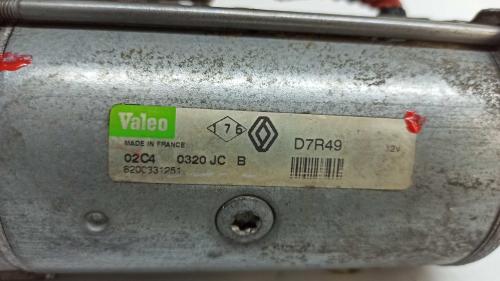 Valeo 176 D7R49 12V
MADE IN FRANCE
02C4 0320 JC B
8200331251